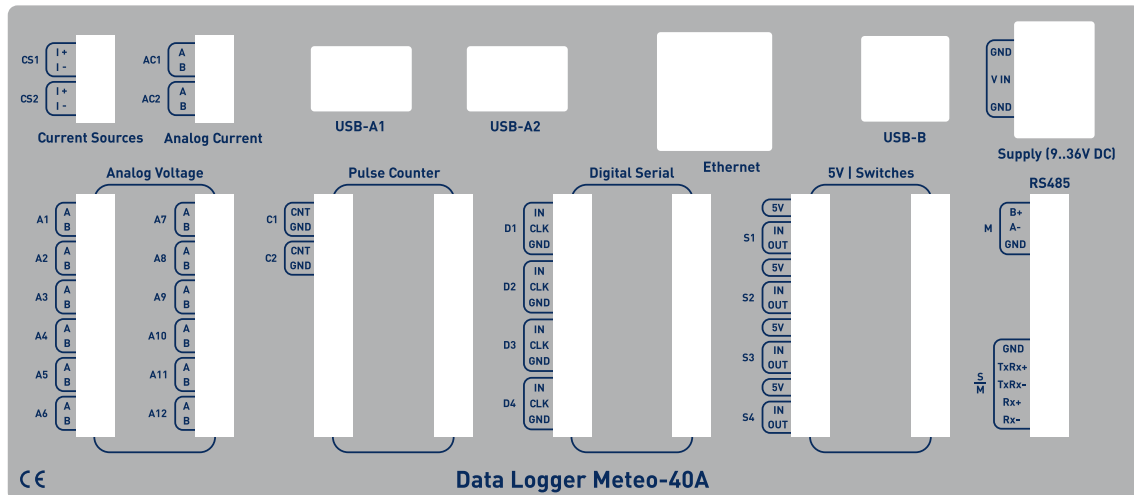 CS1
I +
I -
CS2
I +
I -
Current Sources
AC1
A
B
AC2
A
B
Analog Current
USB-A1
USB-A2
Ethernet
USB-B
GND
V IN
GND
Supply (9..36V DC)
Analog Voltage
A1
A
B
A2
A
B
A3
A
B
A4
A
B
A5
A
B
A6
A
B
A7
A
B
A8
A
B
A9
A
B
A10
A
B
A11
A
B
A12
A
B
Pulse Counter
C1
CNT
GND
C2
CNT
GND
Digital Serial
D1
IN
CLK
GND
D2
IN
CLK
GND
D3
IN
CLK
GND
D4
IN
CLK
GND
5V | Switches
5V
S1
IN
OUT
5V
S2
IN
OUT
5V
S3
IN
OUT
5V
S4
IN
OUT
RS485
M
B+
A-
GND
S
M
GND
TxRx+
TxRx-
Rx+
Rx-
CE
Data Logger Meteo-40A